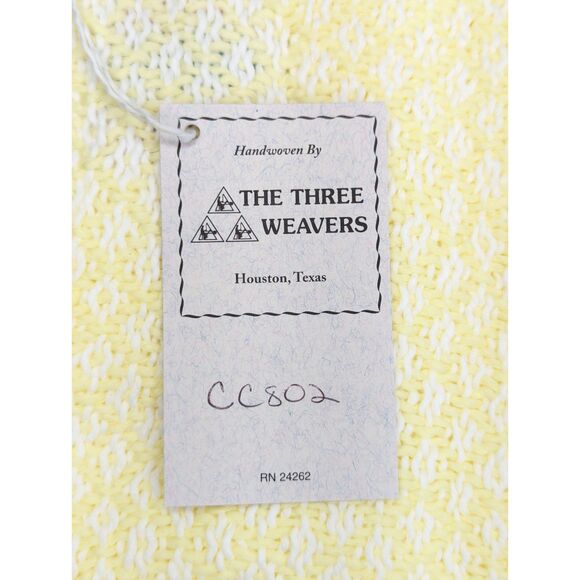 Handwoven By
THE THREE
WEAVERS
Houston, Texas
CC802
RN 24262